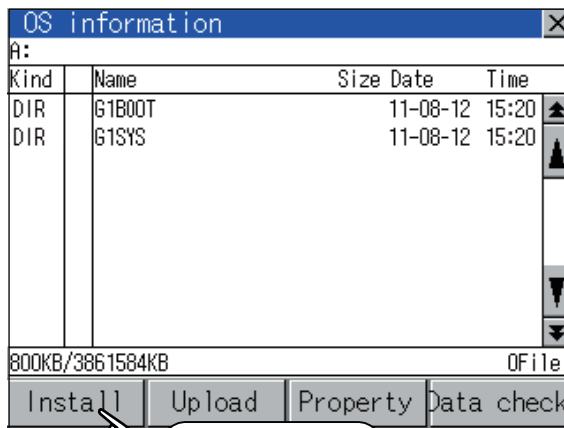 OS information
A:
Kind Name Size Date Time
DIR G1BOOT 11-08-12 15:20
DIR G1SYS 11-08-12 15:20
800KB/3861584KB 0File
Install Upload Property Data check